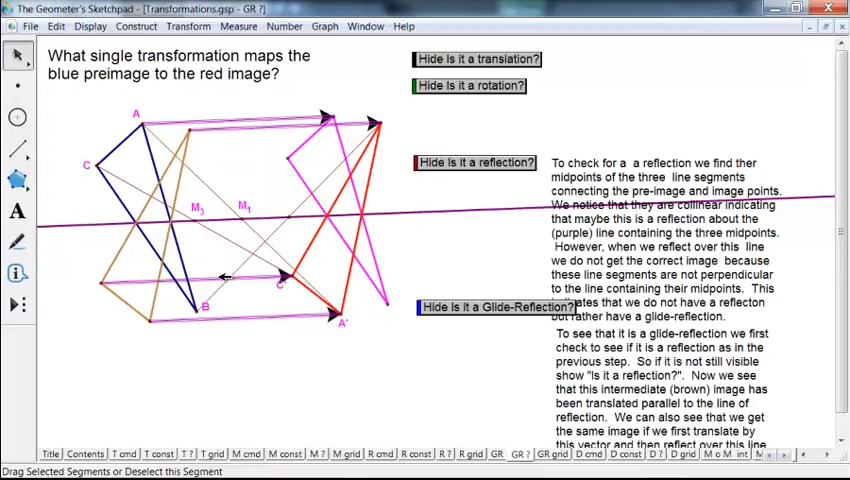 The Geometer's Sketchpad - [Transformations.gsp - GR ?]
File Edit Display Construct Transform Measure Number Graph Window Help
What single transformation maps the
blue preimage to the red image?
Hide Is it a translation?
Hide Is it a rotation?
Hide Is it a reflection?
A
C
M3
M1
C'
B
A'
To check for a a reflection we find ther
midpoints of the three line segments
connecting the pre-image and image points.
We notice that they are collinear indicating
that maybe this is a reflection about the
(purple) line containing the three midpoints.
However, when we reflect over this line
we do not get the correct image because
these line segments are not perpendicular
to the line containing their midpoints. This
indicates that we do not have a reflecton
but rather have a glide-reflection.
Hide Is it a Glide-Reflection?
To see that it is a glide-reflection we first
check to see if it is a reflection as in the
previous step. So if it is not still visible
show "Is it a reflection?". Now we see
that this intermediate (brown) image has
been translated parallel to the line of
reflection. We can also see that we get
the same image if we first translate by
this vector and then reflect over this line
Title Contents T cmd T const T ? T grid M cmd M const M ? M grid R cmd R const R ? R grid GR GR ? GR grid D cmd D const D ? D grid M o M int
Drag Selected Segments or Deselect this Segment